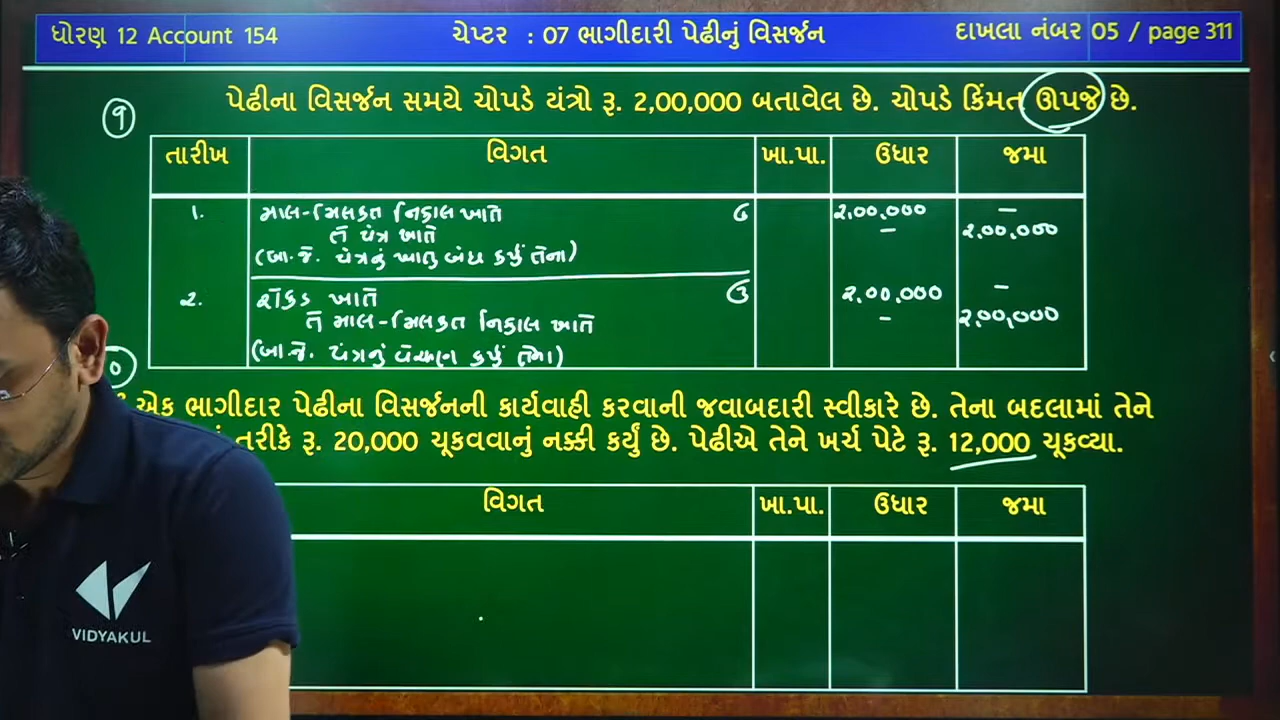 ધોરણ 12 Account 154
ચેપ્ટર : 07 ભાગીદારી પેઢીનું વિસર્જન
દાખલા નંબર 05 / page 311
૧
પેઢીના વિસર્જન સમયે ચોપડે યંત્રો રૂ. 2,00,000 બતાવેલ છે. ચોપડે કિંમત ઊપજે છે.
તારીખ વિગત ખા.પા. ઉધાર જમા
1. માલ-મિલકત નિકાલ ખાતે ઉ 2,00,000 –
તે યંત્ર ખાતે – 2,00,000
(બા.જે. યંત્રનું ખાતુ બંધ કર્યું તેના)
2. રોકડ ખાતે ઉ 2,00,000 –
તે માલ-મિલકત નિકાલ ખાતે – 2,00,000
(બા.જે. યંત્રનું વેચાણ કર્યું તેના)
એક ભાગીદાર પેઢીના વિસર્જનની કાર્યવાહી કરવાની જવાબદારી સ્વીકારે છે. તેના બદલામાં તેને
તરીકે રૂ. 20,000 ચૂકવવાનું નક્કી કર્યું છે. પેઢીએ તેને ખર્ચ પેટે રૂ. 12,000 ચૂકવ્યા.
વિગત ખા.પા. ઉધાર જમા
VIDYAKUL